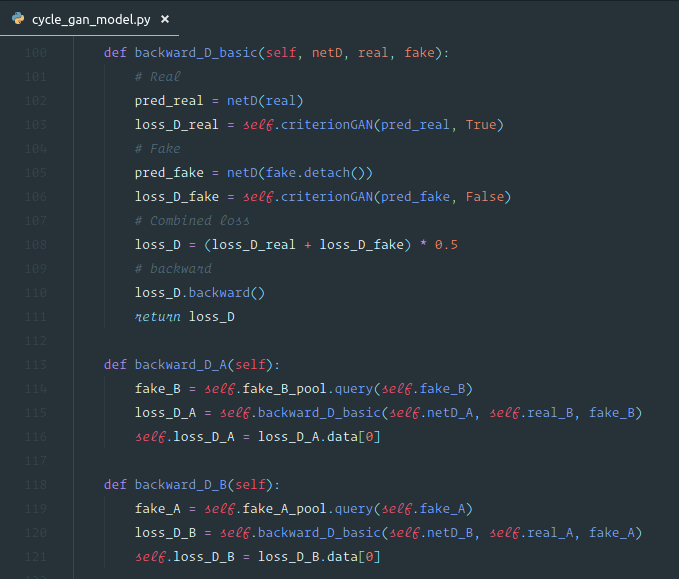 cycle_gan_model.py ×
100 def backward_D_basic(self, netD, real, fake):
101 # Real
102 pred_real = netD(real)
103 loss_D_real = self.criterionGAN(pred_real, True)
104 # Fake
105 pred_fake = netD(fake.detach())
106 loss_D_fake = self.criterionGAN(pred_fake, False)
107 # Combined loss
108 loss_D = (loss_D_real + loss_D_fake) * 0.5
109 # backward
110 loss_D.backward()
111 return loss_D
112
113 def backward_D_A(self):
114 fake_B = self.fake_B_pool.query(self.fake_B)
115 loss_D_A = self.backward_D_basic(self.netD_A, self.real_B, fake_B)
116 self.loss_D_A = loss_D_A.data[0]
117
118 def backward_D_B(self):
119 fake_A = self.fake_A_pool.query(self.fake_A)
120 loss_D_B = self.backward_D_basic(self.netD_B, self.real_A, fake_A)
121 self.loss_D_B = loss_D_B.data[0]